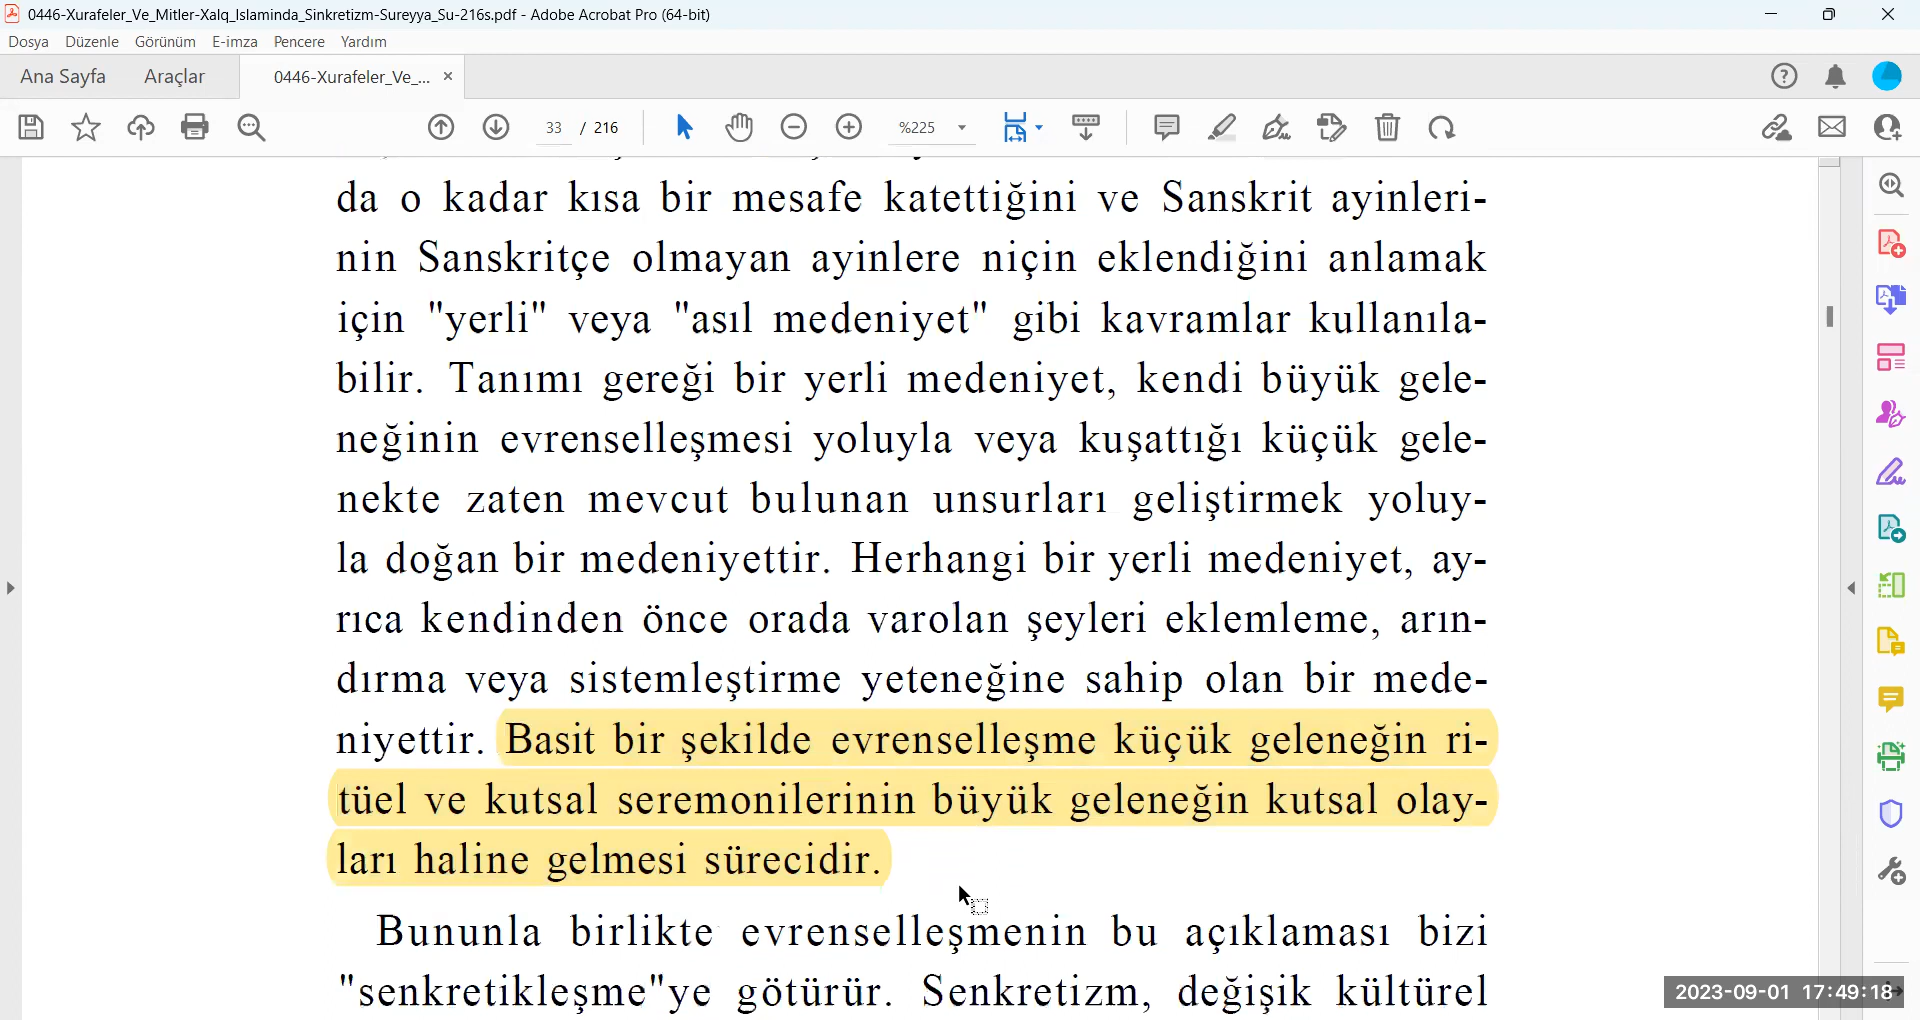 0446-Xurafeler_Ve_Mitler-Xalq_Islaminda_Sinkretizm-Sureyya_Su-216s.pdf - Adobe Acrobat Pro (64-bit)
Dosya Düzenle Görünüm E-imza Pencere Yardım
Ana Sayfa Araçlar 0446-Xurafeler_Ve_...
33 / 216 %225
da o kadar kısa bir mesafe katettiğini ve Sanskrit ayinleri-
nin Sanskritçe olmayan ayinlere niçin eklendiğini anlamak
için "yerli" veya "asıl medeniyet" gibi kavramlar kullanıla-
bilir. Tanımı gereği bir yerli medeniyet, kendi büyük gele-
neğinin evrenselleşmesi yoluyla veya kuşattığı küçük gele-
nekte zaten mevcut bulunan unsurları geliştirmek yoluy-
la doğan bir medeniyettir. Herhangi bir yerli medeniyet, ay-
rıca kendinden önce orada varolan şeyleri eklemleme, arın-
dırma veya sistemleştirme yeteneğine sahip olan bir mede-
niyettir. Basit bir şekilde evrenselleşme küçük geleneğin ri-
tüel ve kutsal seremonilerinin büyük geleneğin kutsal olay-
ları haline gelmesi sürecidir.
Bununla birlikte evrenselleşmenin bu açıklaması bizi
"senkretikleşme"ye götürür. Senkretizm, değişik kültürel
2023-09-01 17:49:18